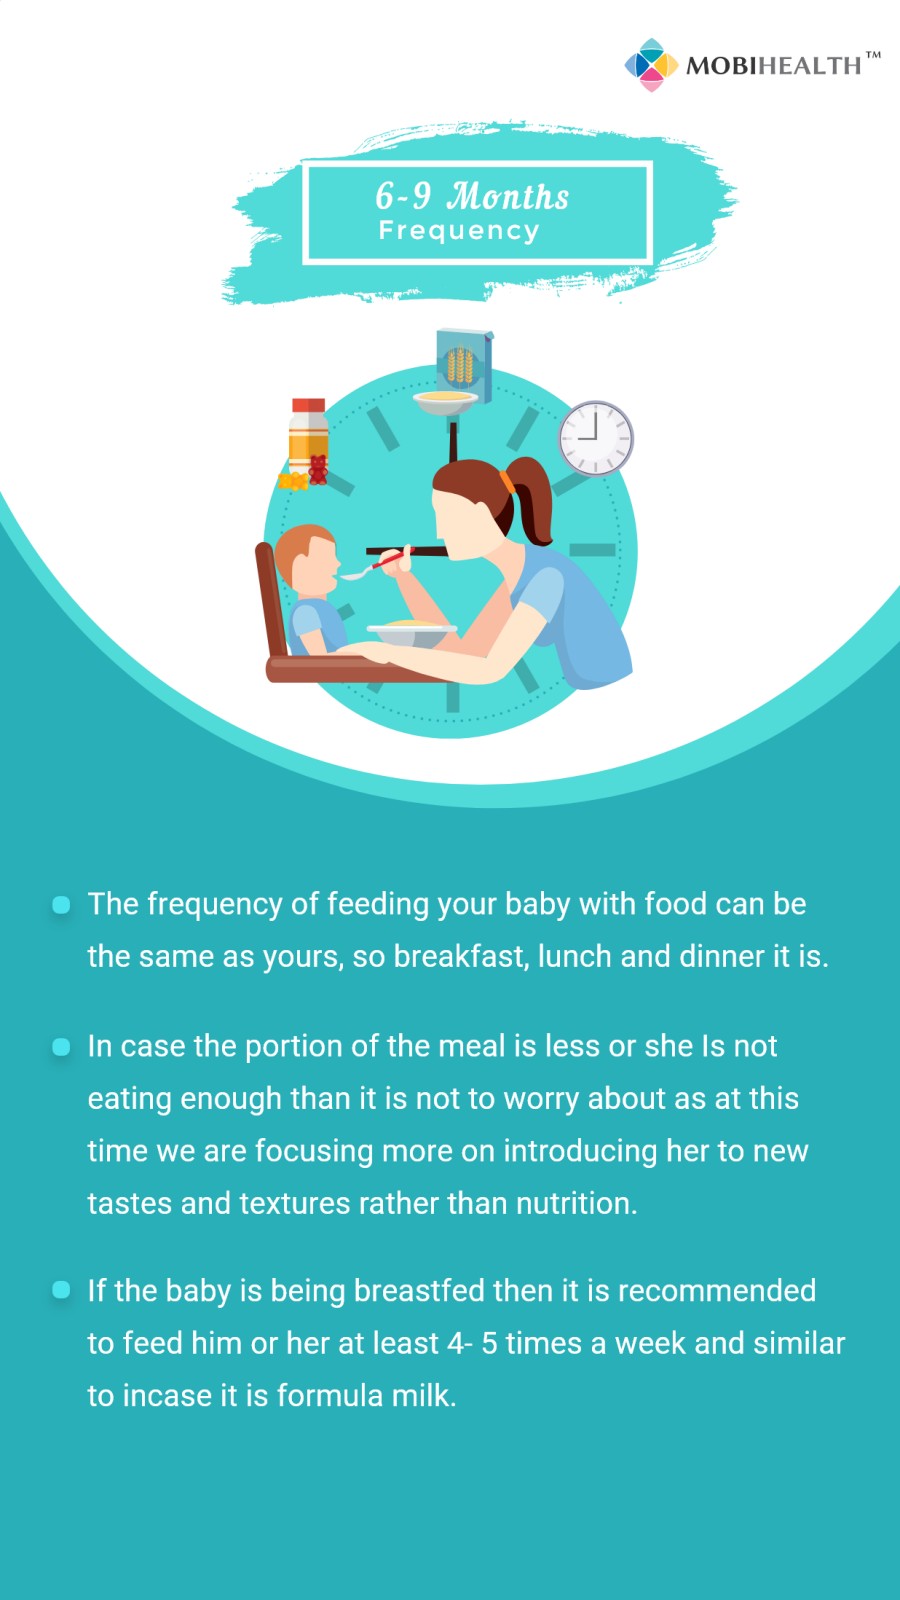 MOBIHEALTH™
6-9 Months
Frequency
The frequency of feeding your baby with food can be
the same as yours, so breakfast, lunch and dinner it is.
In case the portion of the meal is less or she Is not
eating enough than it is not to worry about as at this
time we are focusing more on introducing her to new
tastes and textures rather than nutrition.
If the baby is being breastfed then it is recommended
to feed him or her at least 4- 5 times a week and similar
to incase it is formula milk.